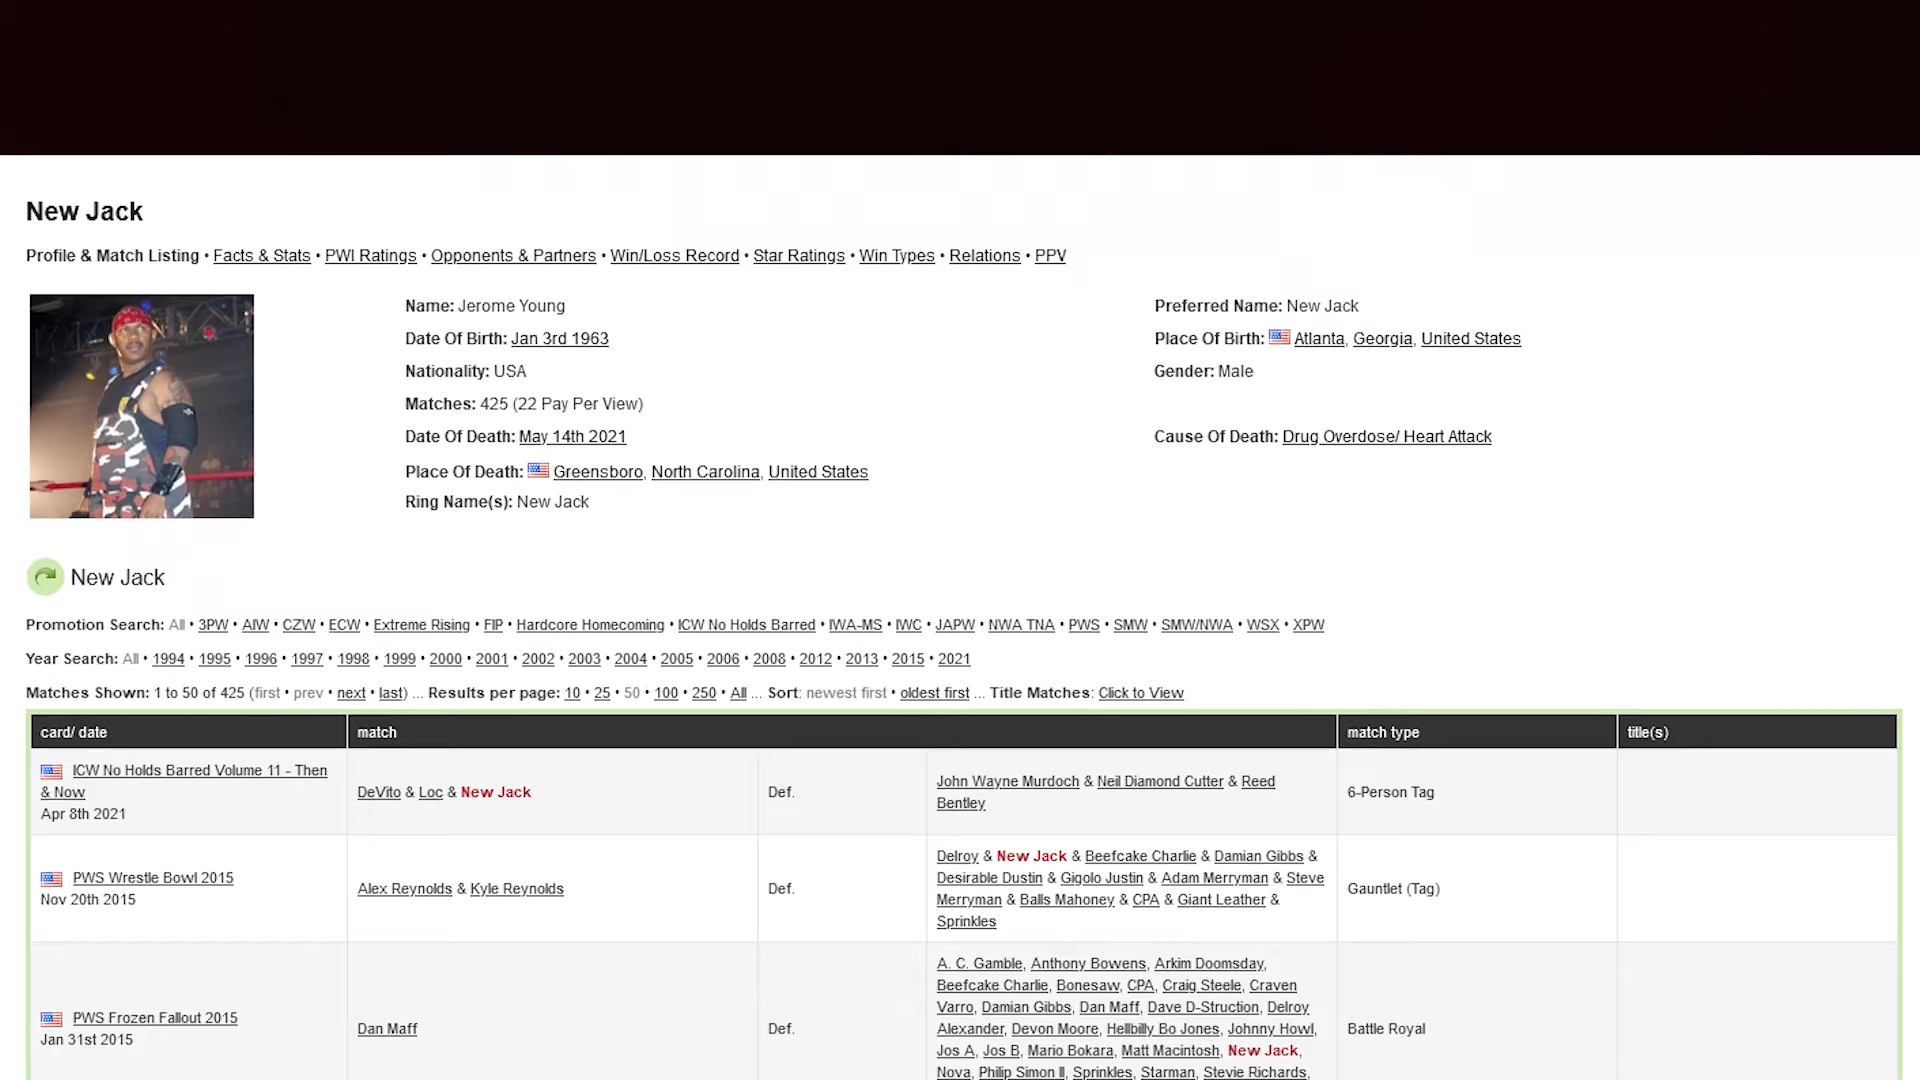 New Jack
Profile & Match Listing • Facts & Stats • PWI Ratings • Opponents & Partners • Win/Loss Record • Star Ratings • Win Types • Relations • PPV
Name: Jerome Young
Preferred Name: New Jack
Date Of Birth: Jan 3rd 1963
Place Of Birth: Atlanta, Georgia, United States
Nationality: USA
Gender: Male
Matches: 425 (22 Pay Per View)
Date Of Death: May 14th 2021
Cause Of Death: Drug Overdose/ Heart Attack
Place Of Death: Greensboro, North Carolina, United States
Ring Name(s): New Jack
New Jack
Promotion Search: All • 3PW • AIW • CZW • ECW • Extreme Rising • FIP • Hardcore Homecoming • ICW No Holds Barred • IWA-MS • IWC • JAPW • NWA TNA • PWS • SMW • SMW/NWA • WSX • XPW
Year Search: All • 1994 • 1995 • 1996 • 1997 • 1998 • 1999 • 2000 • 2001 • 2002 • 2003 • 2004 • 2005 • 2006 • 2008 • 2012 • 2013 • 2015 • 2021
Matches Shown: 1 to 50 of 425 (first • prev • next • last) ... Results per page: 10 • 25 • 50 • 100 • 250 • All ... Sort: newest first • oldest first ... Title Matches: Click to View
card/ date
match
match type
title(s)
ICW No Holds Barred Volume 11 - Then
& Now
Apr 8th 2021
DeVito & Loc & New Jack
Def.
John Wayne Murdoch & Neil Diamond Cutter & Reed
Bentley
6-Person Tag
PWS Wrestle Bowl 2015
Nov 20th 2015
Alex Reynolds & Kyle Reynolds
Def.
Delroy & New Jack & Beefcake Charlie & Damian Gibbs &
Desirable Dustin & Gigolo Justin & Adam Merryman & Steve
Merryman & Balls Mahoney & CPA & Giant Leather &
Sprinkles
Gauntlet (Tag)
PWS Frozen Fallout 2015
Jan 31st 2015
Dan Maff
Def.
A. C. Gamble, Anthony Bowens, Arkim Doomsday,
Beefcake Charlie, Bonesaw, CPA, Craig Steele, Craven
Varro, Damian Gibbs, Dan Maff, Dave D-Struction, Delroy
Alexander, Devon Moore, Hellbilly Bo Jones, Johnny Howl,
Jos A, Jos B, Mario Bokara, Matt Macintosh, New Jack,
Nova, Philip Simon II, Sprinkles, Starman, Stevie Richards,
Battle Royal